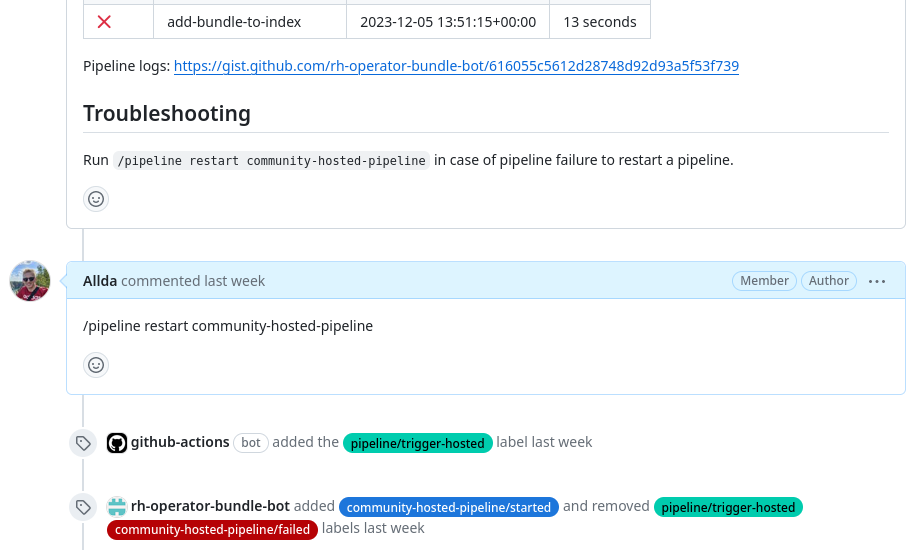 add-bundle-to-index 2023-12-05 13:51:15+00:00 13 seconds
Pipeline logs: https://gist.github.com/rh-operator-bundle-bot/616055c5612d28748d92d93a5f53f739
Troubleshooting
Run /pipeline restart community-hosted-pipeline in case of pipeline failure to restart a pipeline.
Allda commented last week Member Author
/pipeline restart community-hosted-pipeline
github-actions bot added the pipeline/trigger-hosted label last week
rh-operator-bundle-bot added community-hosted-pipeline/started and removed pipeline/trigger-hosted
community-hosted-pipeline/failed labels last week